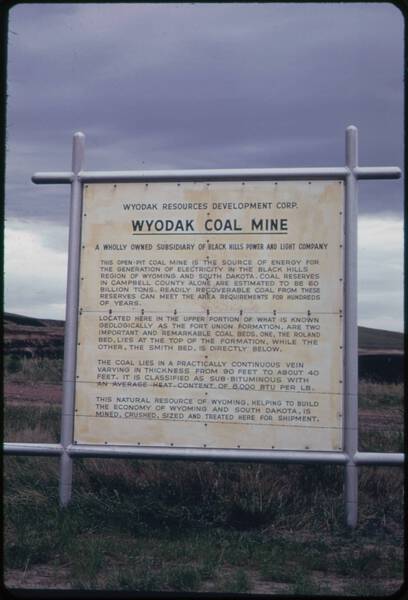 WYODAK RESOURCES DEVELOPMENT CORP.
WYODAK COAL MINE
A WHOLLY OWNED SUBSIDIARY OF BLACK HILLS POWER AND LIGHT COMPANY
THIS OPEN-PIT COAL MINE IS THE SOURCE OF ENERGY FOR
THE GENERATION OF ELECTRICITY IN THE BLACK HILLS
REGION OF WYOMING AND SOUTH DAKOTA. COAL RESERVES
IN CAMPBELL COUNTY ALONE ARE ESTIMATED TO BE 60
BILLION TONS. READILY RECOVERABLE COAL FROM THESE
RESERVES CAN MEET THE AREA REQUIREMENTS FOR HUNDREDS
OF YEARS.
LOCATED HERE IN THE UPPER PORTION OF WHAT IS KNOWN
GEOLOGICALLY AS THE FORT UNION FORMATION, ARE TWO
IMPORTANT AND REMARKABLE COAL BEDS. ONE, THE ROLAND
BED, LIES AT THE TOP OF THE FORMATION, WHILE THE
OTHER, THE SMITH BED, IS DIRECTLY BELOW.
THE COAL LIES IN A PRACTICALLY CONTINUOUS VEIN
VARYING IN THICKNESS FROM 90 FEET TO ABOUT 40
FEET. IT IS CLASSIFIED AS SUB-BITUMINOUS WITH
AN AVERAGE HEAT CONTENT OF 8,000 BTU PER LB.
THIS NATURAL RESOURCE OF WYOMING, HELPING TO BUILD
THE ECONOMY OF WYOMING AND SOUTH DAKOTA, IS
MINED, CRUSHED, SIZED AND TREATED HERE FOR SHIPMENT.